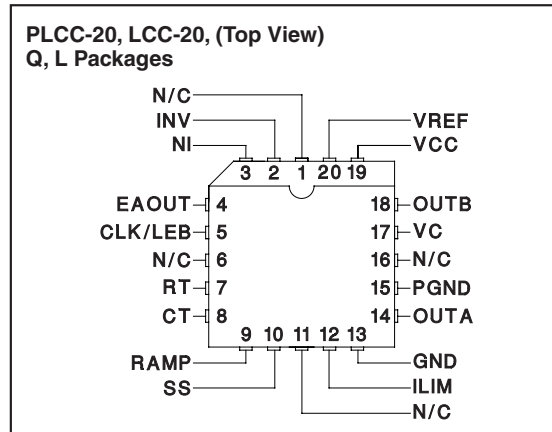 PLCC-20, LCC-20, (Top View)
Q, L Packages
N/C
INV VREF
NI VCC
3 2 1 20 19
EAOUT 4 18 OUTB
CLK/LEB 5 17 VC
N/C 6 16 N/C
RT 7 15 PGND
CT 8 14 OUTA
9 10 11 12 13
RAMP GND
SS ILIM
N/C